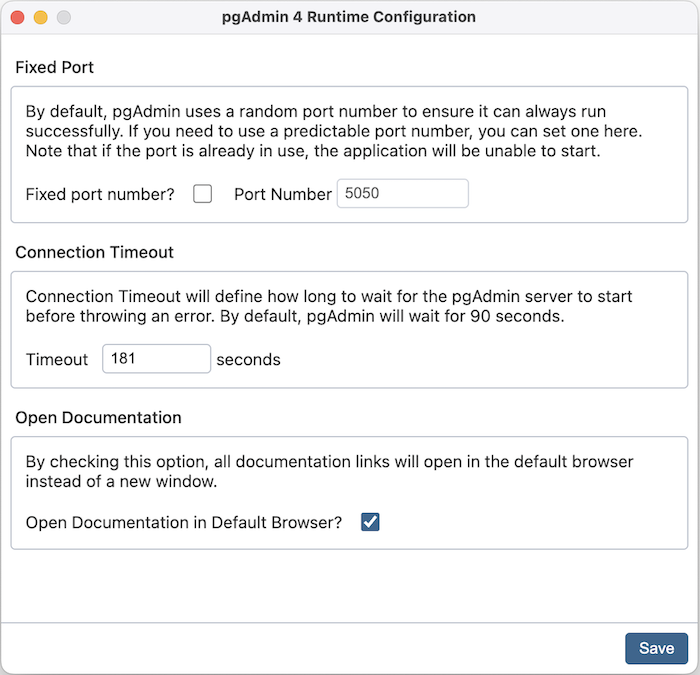 pgAdmin 4 Runtime Configuration
Fixed Port
By default, pgAdmin uses a random port number to ensure it can always run
successfully. If you need to use a predictable port number, you can set one here.
Note that if the port is already in use, the application will be unable to start.
Fixed port number? Port Number 5050
Connection Timeout
Connection Timeout will define how long to wait for the pgAdmin server to start
before throwing an error. By default, pgAdmin will wait for 90 seconds.
Timeout 181 seconds
Open Documentation
By checking this option, all documentation links will open in the default browser
instead of a new window.
Open Documentation in Default Browser?
Save